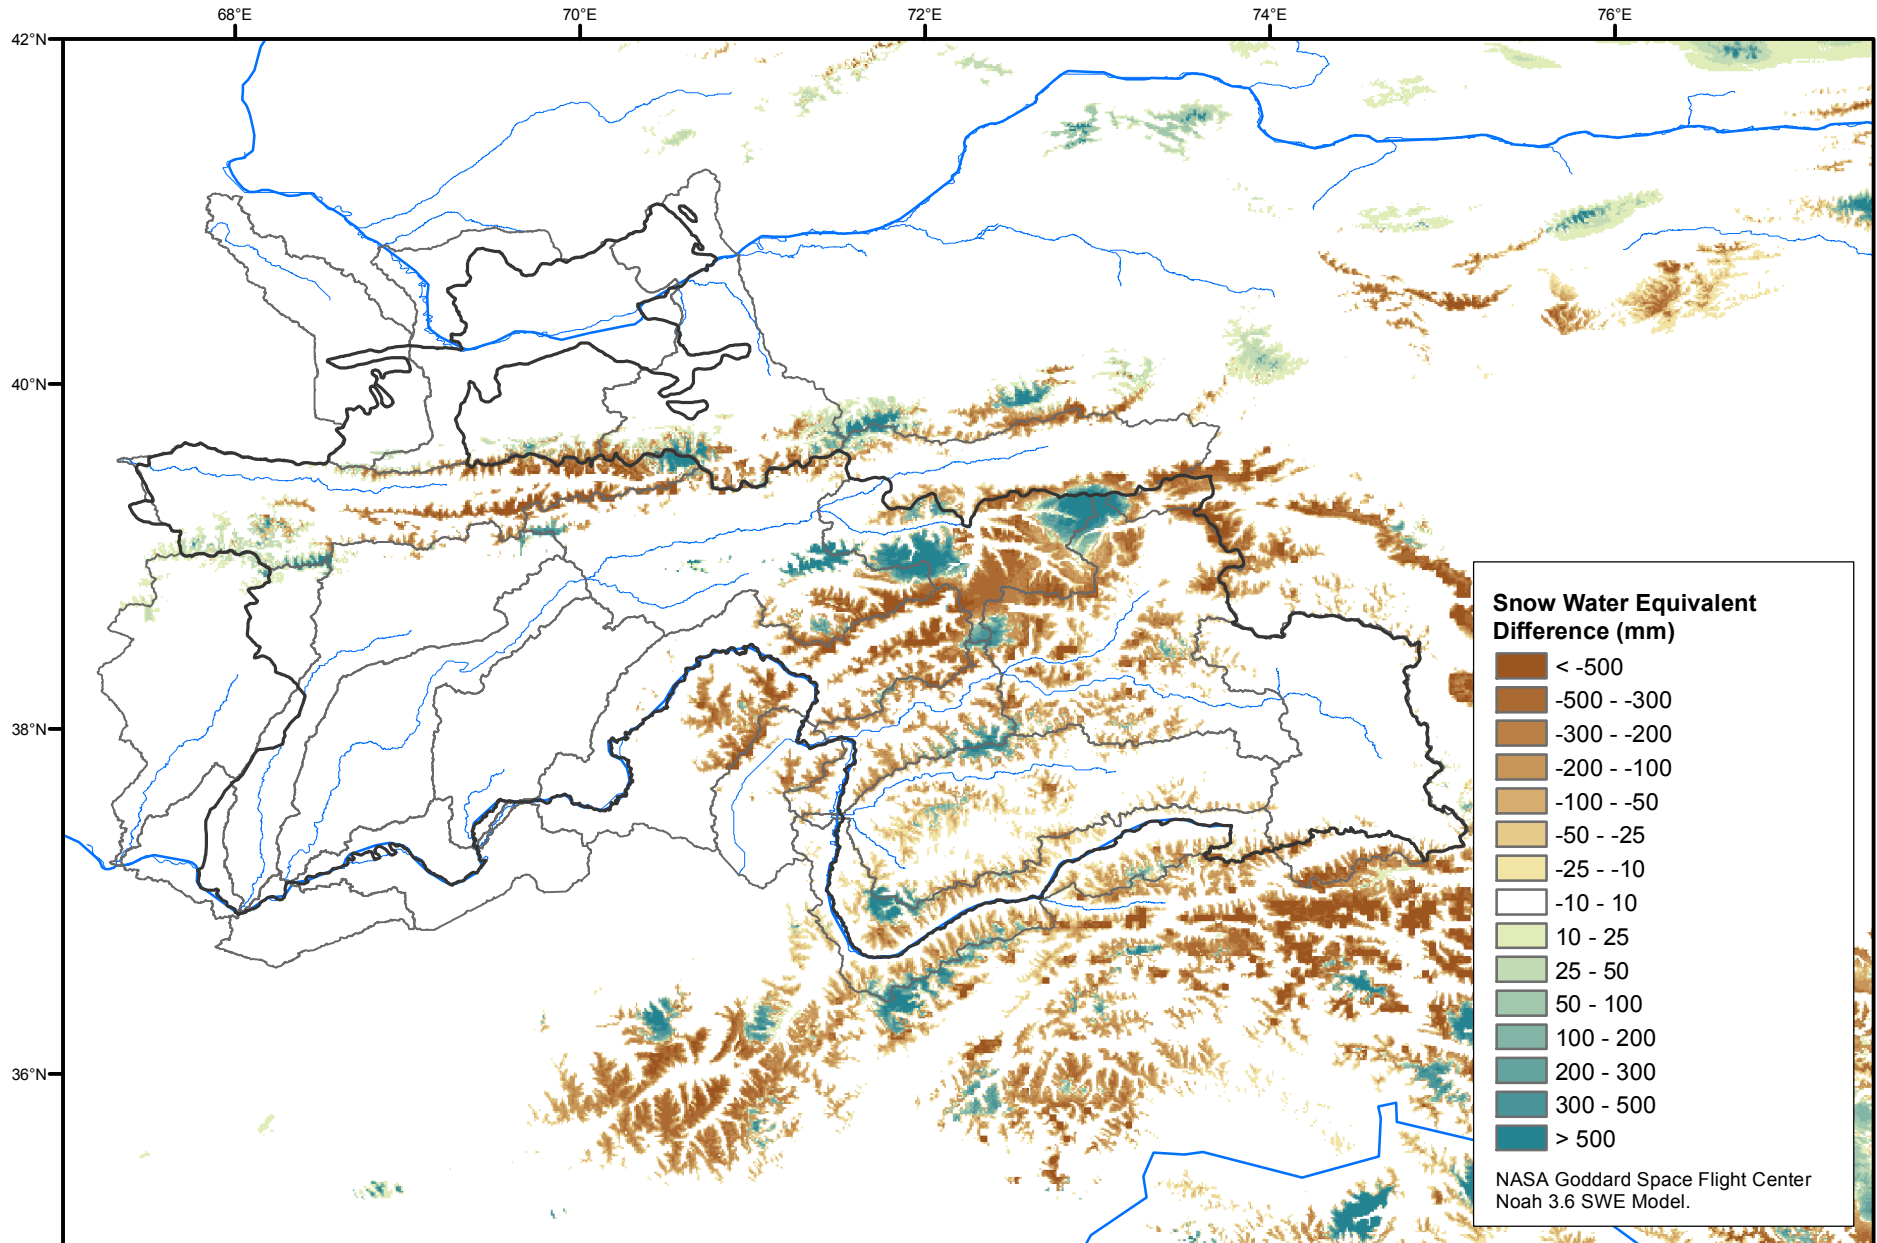 68°E
70°E
72°E
74°E
76°E
42°N
40°N
38°N
36°N
Snow Water Equivalent
Difference (mm)
< -500
-500 - -300
-300 - -200
-200 - -100
-100 - -50
-50 - -25
-25 - -10
-10 - 10
10 - 25
25 - 50
50 - 100
100 - 200
200 - 300
300 - 500
> 500
NASA Goddard Space Flight Center
Noah 3.6 SWE Model.